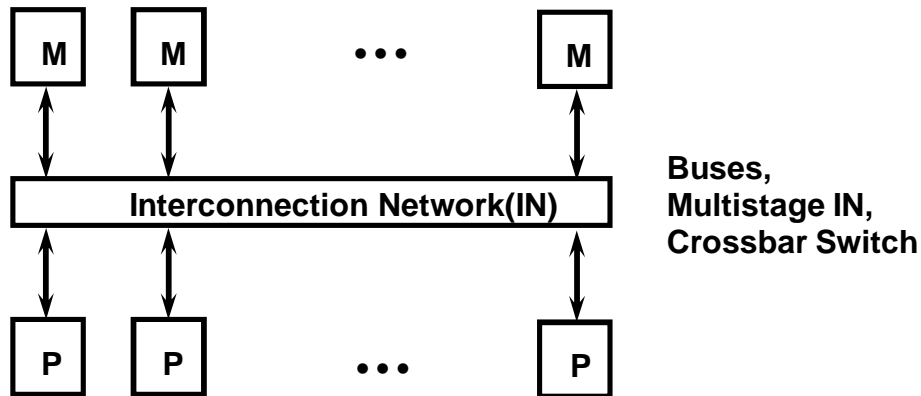 M M ••• M
Interconnection Network(IN)
Buses,
Multistage IN,
Crossbar Switch
P P ••• P